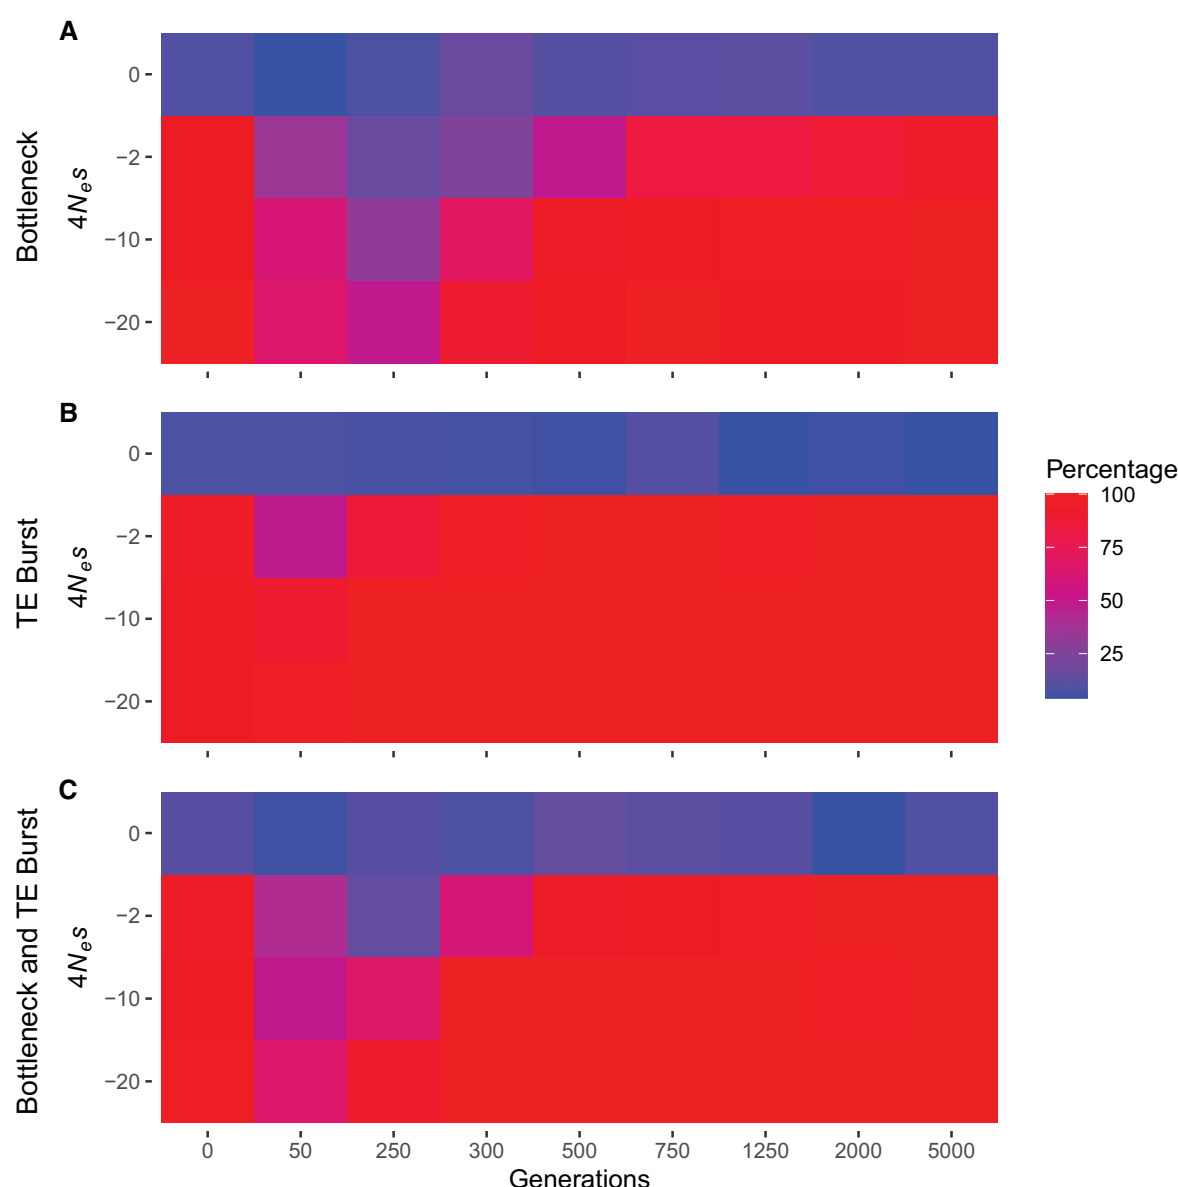 A
Bottleneck
4Nₑs
0
−2
−10
−20
B
TE Burst
4Nₑs
0
−2
−10
−20
Percentage
100
75
50
25
C
Bottleneck and TE Burst
4Nₑs
0
−2
−10
−20
0 50 250 300 500 750 1250 2000 5000
Generations